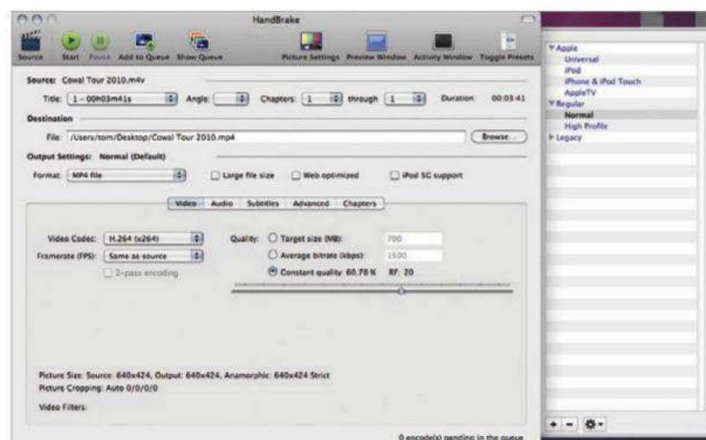 HandBrake
Source Start Pause Add to Queue Show Queue Picture Settings Preview Window Activity Window Toggle Presets
Source: Cowal Tour 2010.m4v
Title: 1 - 00h03m41s Angle: Chapters: 1 through 1 Duration: 00:03:41
Destination
File: /Users/tom/Desktop/Cowal Tour 2010.mp4 Browse...
Output Settings: Normal (Default)
Format: MP4 file Large file size Web optimized iPod 5G support
Video Audio Subtitles Advanced Chapters
Video Codec: H.264 (x264) Quality: Target size (MB): 700
Framerate (FPS): Same as source Average bitrate (kbps): 1500
2-pass encoding Constant quality: 60.78 % RF: 20
Picture Size: Source: 640x424, Output: 640x424, Anamorphic: 640x424 Strict
Picture Cropping: Auto 0/0/0/0
Video Filters:
0 encode(s) pending in the queue
Apple
Universal
iPod
iPhone & iPod Touch
AppleTV
Regular
Normal
High Profile
Legacy